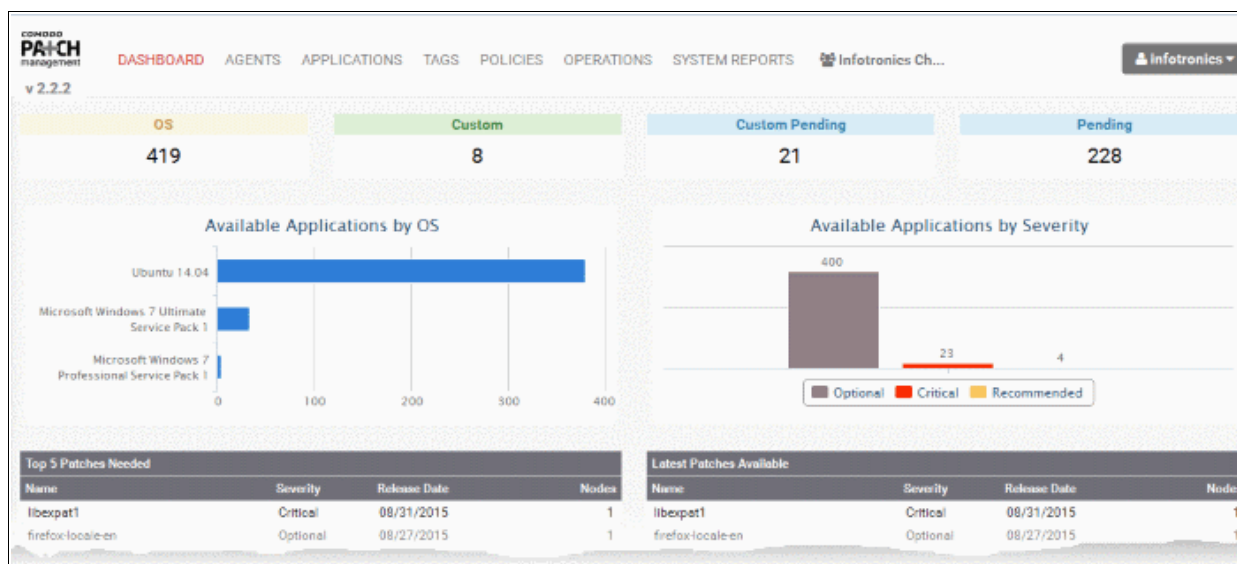 COMODO
PATCH
management
v 2.2.2
DASHBOARD AGENTS APPLICATIONS TAGS POLICIES OPERATIONS SYSTEM REPORTS Infotronics Ch...
infotronics
OS
419
Custom
8
Custom Pending
21
Pending
228
Available Applications by OS
Ubuntu 14.04
Microsoft Windows 7 Ultimate
Service Pack 1
Microsoft Windows 7
Professional Service Pack 1
0 100 200 300 400
Available Applications by Severity
400
23
4
Optional Critical Recommended
Top 5 Patches Needed
Name Severity Release Date Nodes
libexpat1 Critical 08/31/2015 1
firefox-locale-en Optional 08/27/2015 1
Latest Patches Available
Name Severity Release Date Node
libexpat1 Critical 08/31/2015 1
firefox-locale-en Optional 08/27/2015 1